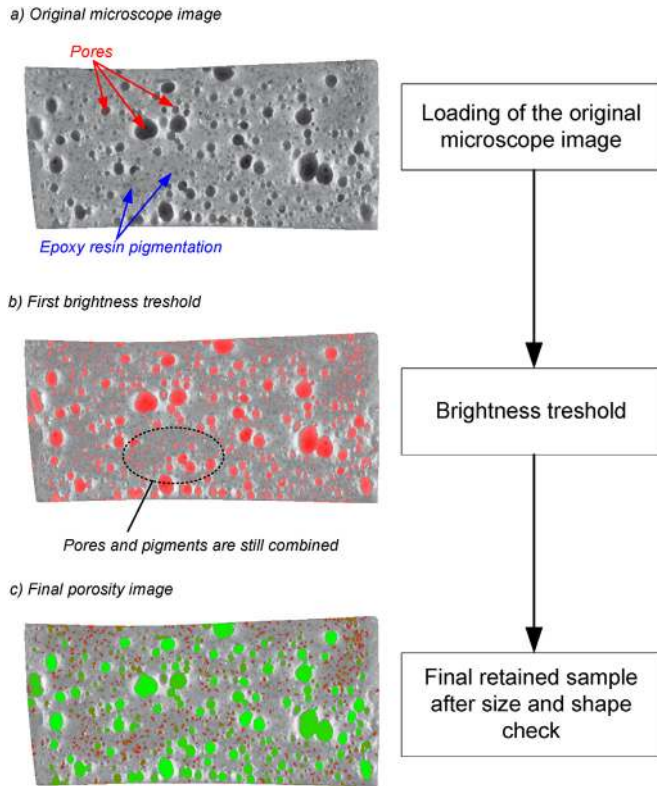 a) Original microscope image
Pores
Epoxy resin pigmentation
Loading of the original
microscope image
b) First brightness treshold
Pores and pigments are still combined
Brightness treshold
c) Final porosity image
Final retained sample
after size and shape
check